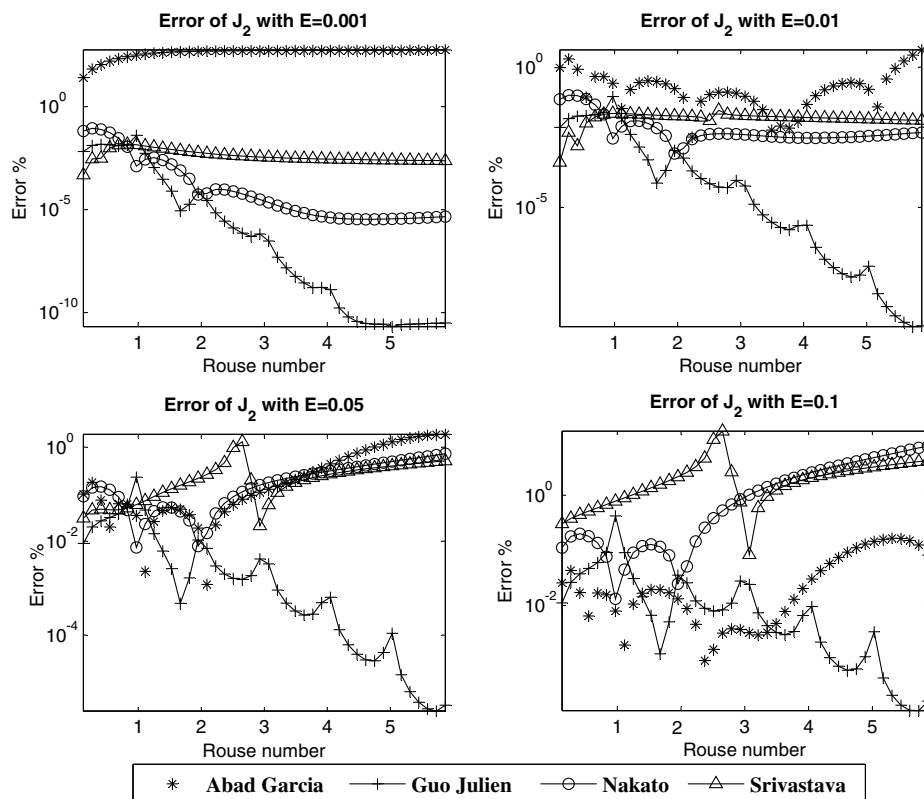 Error of J2 with E=0.001
Error %
10^0
10^-5
10^-10
1 2 3 4 5
Rouse number
Error of J2 with E=0.01
Error %
10^0
10^-5
1 2 3 4 5
Rouse number
Error of J2 with E=0.05
Error %
10^0
10^-2
10^-4
1 2 3 4 5
Rouse number
Error of J2 with E=0.1
Error %
10^0
10^-2
1 2 3 4 5
Rouse number
Abad Garcia Guo Julien Nakato Srivastava